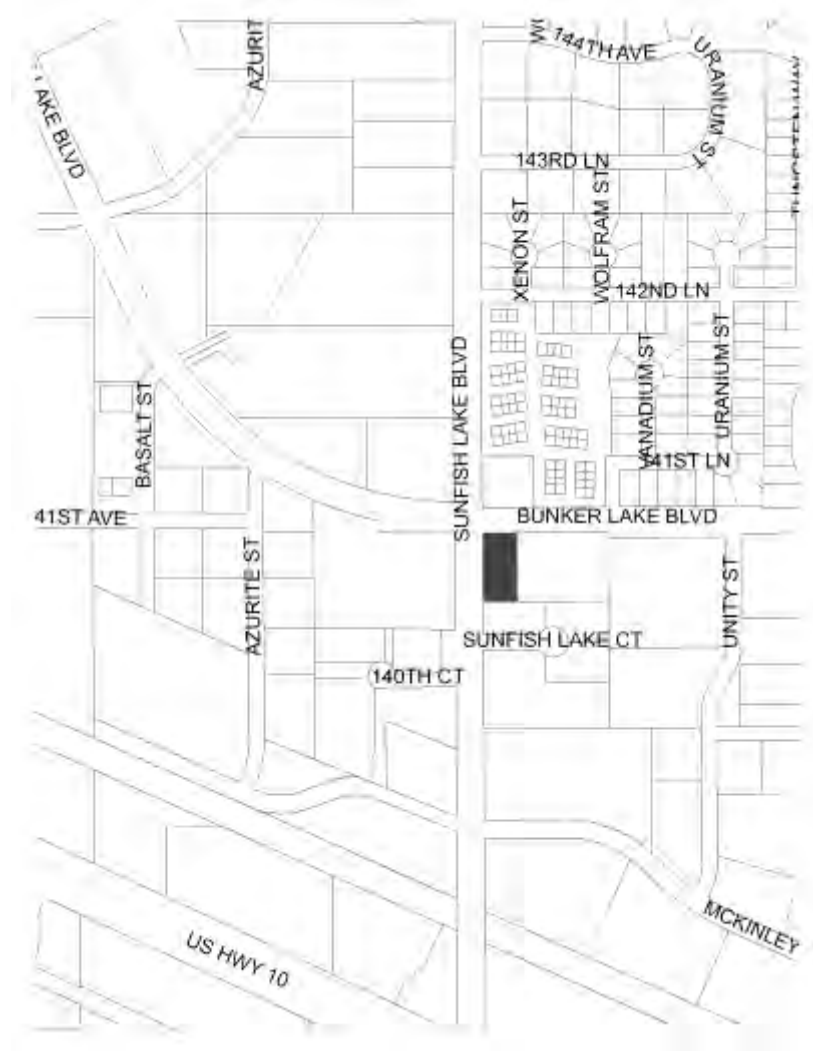 AZURIT
144TH AVE
URANIUM ST
LAKE BLVD
143RD LN
XENON ST
WOLFRAM ST
142ND LN
SUNFISH LAKE BLVD
VANADIUM ST
URANIUM ST
BASALT ST
141ST LN
41ST AVE
BUNKER LAKE BLVD
AZURITE ST
UNITY ST
SUNFISH LAKE CT
140TH CT
MCKINLEY
US HWY 10